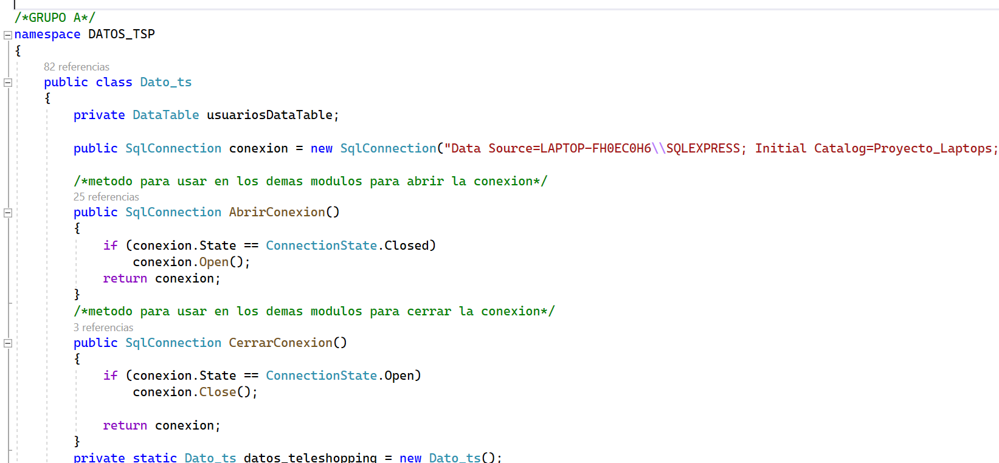 /*GRUPO A*/
namespace DATOS_TSP
{
82 referencias
public class Dato_ts
{
private DataTable usuariosDataTable;
public SqlConnection conexion = new SqlConnection("Data Source=LAPTOP-FH0EC0H6\\SQLEXPRESS; Initial Catalog=Proyecto_Laptops;
/*metodo para usar en los demas modulos para abrir la conexion*/
25 referencias
public SqlConnection AbrirConexion()
{
if (conexion.State == ConnectionState.Closed)
conexion.Open();
return conexion;
}
/*metodo para usar en los demas modulos para cerrar la conexion*/
3 referencias
public SqlConnection CerrarConexion()
{
if (conexion.State == ConnectionState.Open)
conexion.Close();
return conexion;
}
private static Dato_ts datos_teleshopping = new Dato_ts();